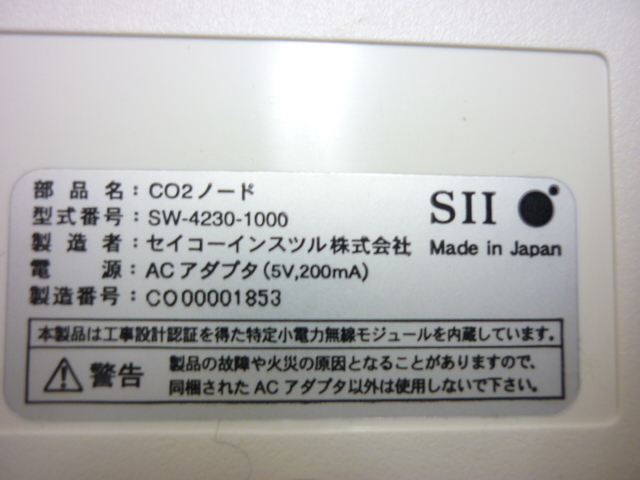 部品名：CO2ノード
型式番号：SW-4230-1000
製造者：セイコーインスツル株式会社
電源：ACアダプタ(5V,200mA)
製造番号：CO00001853
SII
Made in Japan
本製品は工事設計認証を得た特定小電力無線モジュールを内蔵しています。
警告
製品の故障や火災の原因となることがありますので、
同梱された AC アダプタ以外は使用しないで下さい。